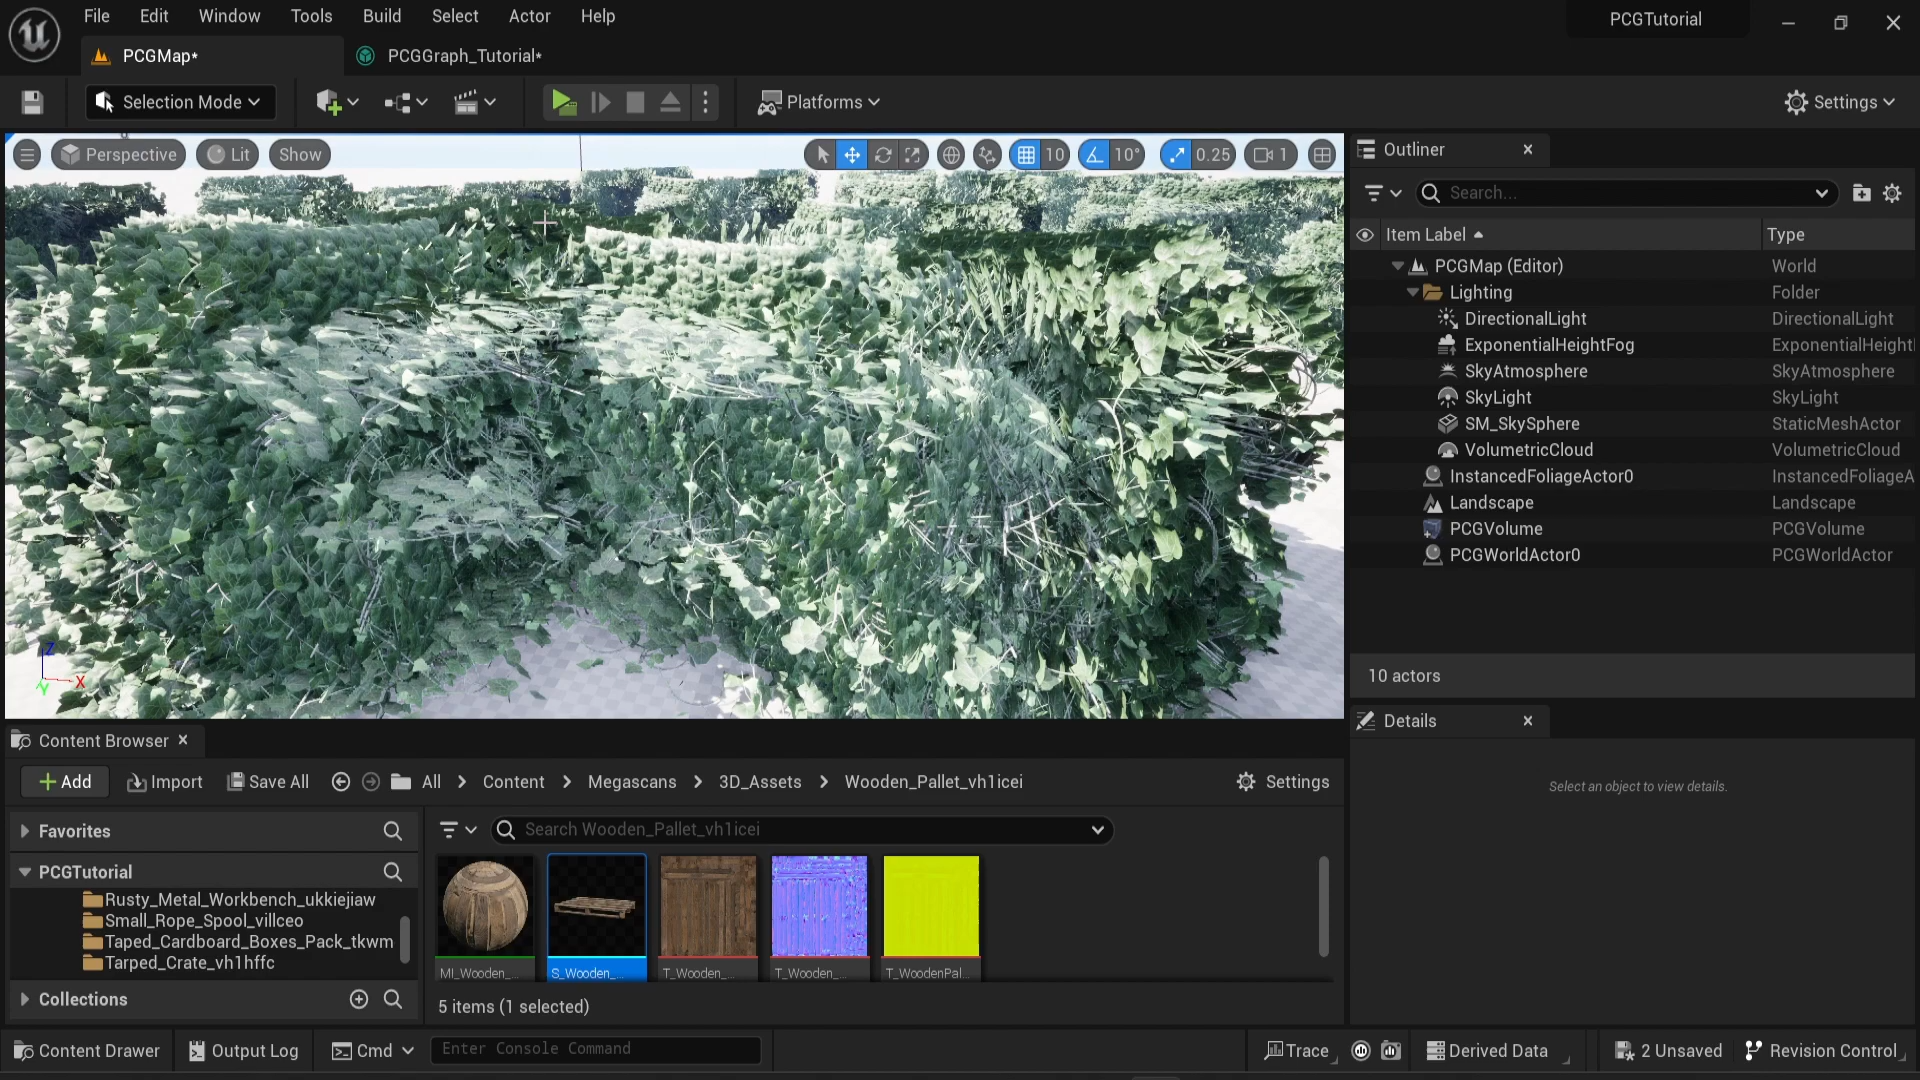 File Edit Window Tools Build Select Actor Help
PCGTutorial
PCGMap*
PCGGraph_Tutorial*
Selection Mode
Platforms
Settings
Perspective
Lit
Show
10
10°
0.25
1
Z
X
Y
Outliner
Search...
Item Label
Type
PCGMap (Editor) World
Lighting Folder
DirectionalLight DirectionalLight
ExponentialHeightFog ExponentialHeight
SkyAtmosphere SkyAtmosphere
SkyLight SkyLight
SM_SkySphere StaticMeshActor
VolumetricCloud VolumetricCloud
InstancedFoliageActor0 InstancedFoliageA
Landscape Landscape
PCGVolume PCGVolume
PCGWorldActor0 PCGWorldActor
10 actors
Details
Select an object to view details.
Content Browser
Add
Import
Save All
All > Content > Megascans > 3D_Assets > Wooden_Pallet_vh1icei
Settings
Favorites
Search Wooden_Pallet_vh1icei
PCGTutorial
Rusty_Metal_Workbench_ukkiejiaw
Small_Rope_Spool_villceo
Taped_Cardboard_Boxes_Pack_tkwm
Tarped_Crate_vh1hffc
Collections
MI_Wooden_...
S_Wooden_...
T_Wooden_...
T_Wooden_...
T_WoodenPal...
5 items (1 selected)
Content Drawer
Output Log
Cmd
Enter Console Command
Trace
Derived Data
2 Unsaved
Revision Control